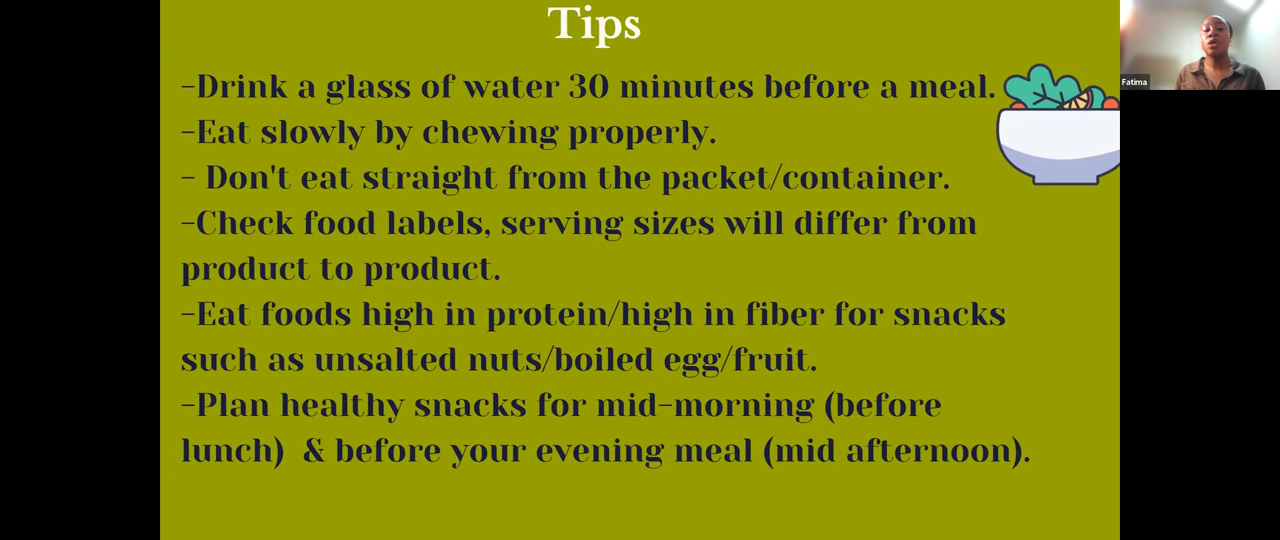 Tips
-Drink a glass of water 30 minutes before a meal.
-Eat slowly by chewing properly.
- Don't eat straight from the packet/container.
-Check food labels, serving sizes will differ from
product to product.
-Eat foods high in protein/high in fiber for snacks
such as unsalted nuts/boiled egg/fruit.
-Plan healthy snacks for mid-morning (before
lunch)  & before your evening meal (mid afternoon).
Fatima